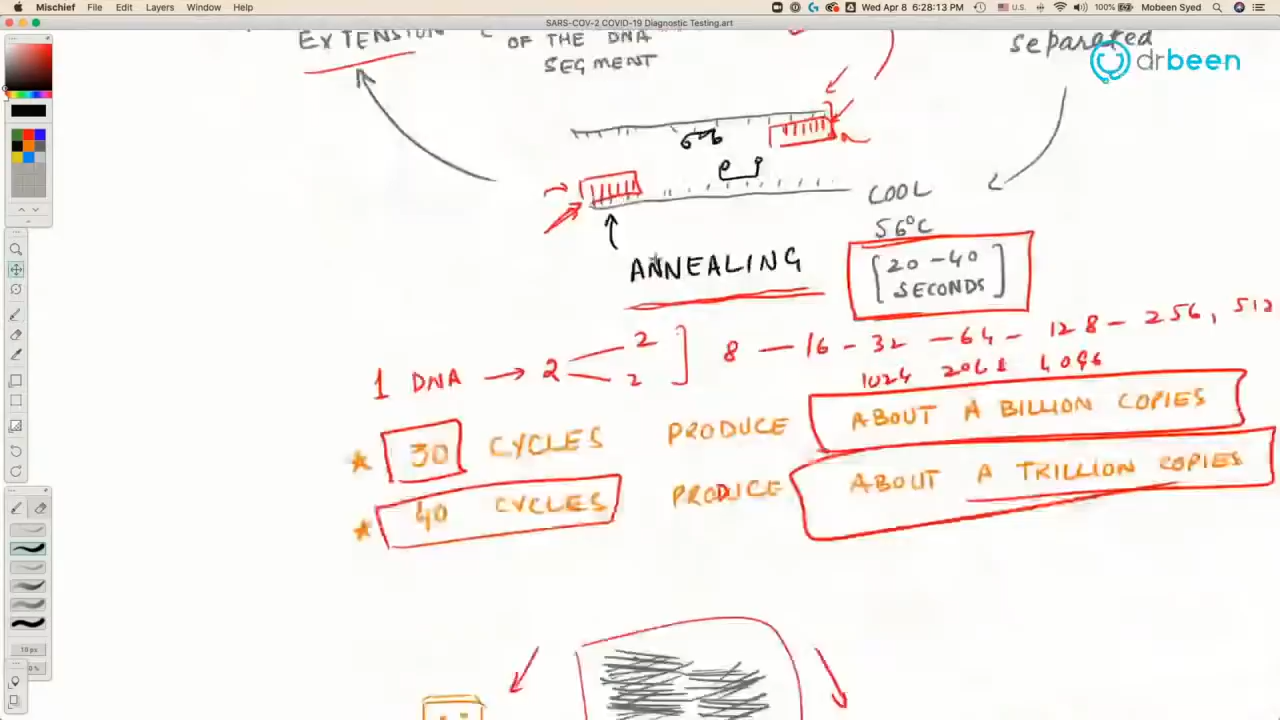 Mischief File Edit Layers Window Help
100% Wed Apr 8 6:28:13 PM Mobeen Syed
SARS-COV-2 COVID-19 Diagnostic Testing.art
EXTENSION
OF THE DNA
SEGMENT
separated
drbeen
COOL
56°C
ANNEALING
[20-40
SECONDS]
1 DNA → 2
2
2
8 — 16 - 32 - 64 - 128 - 256, 512
1024 2048 4096
* 30 CYCLES PRODUCE ABOUT A BILLION COPIES
* 40 CYCLES PRODUCE ABOUT A TRILLION COPIES
10 px